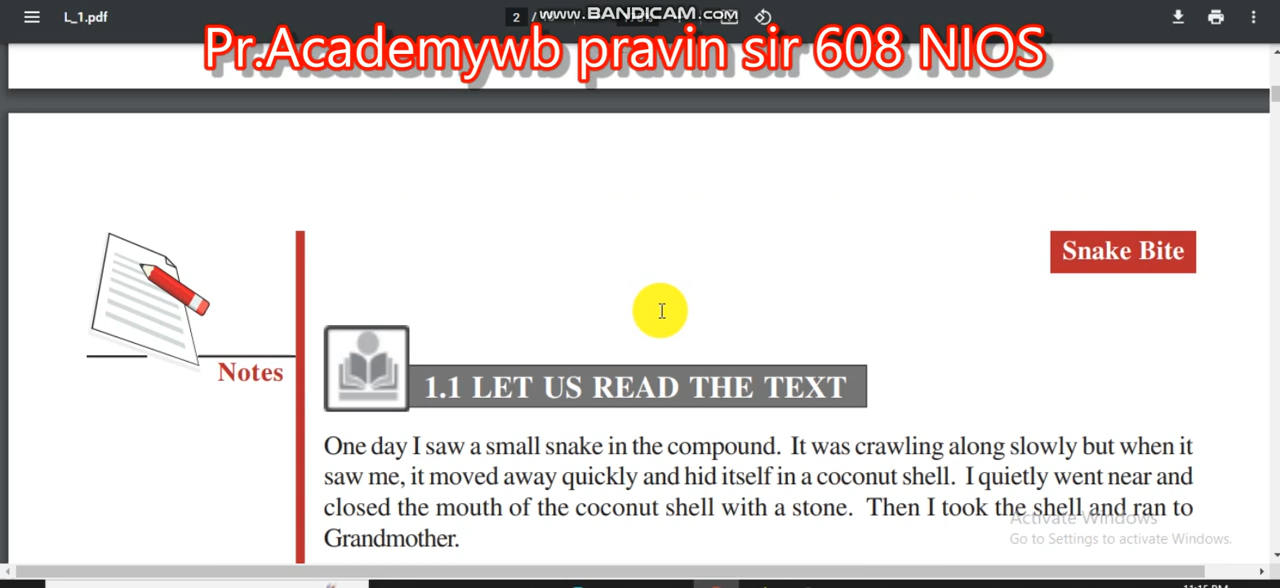 L_1.pdf
2 /
www.BANDICAM.com
Pr.Academywb pravin sir 608 NIOS
Snake Bite
Notes
1.1 LET US READ THE TEXT
One day I saw a small snake in the compound. It was crawling along slowly but when it
saw me, it moved away quickly and hid itself in a coconut shell. I quietly went near and
closed the mouth of the coconut shell with a stone. Then I took the shell and ran to
Grandmother.
Activate Windows
Go to Settings to activate Windows.